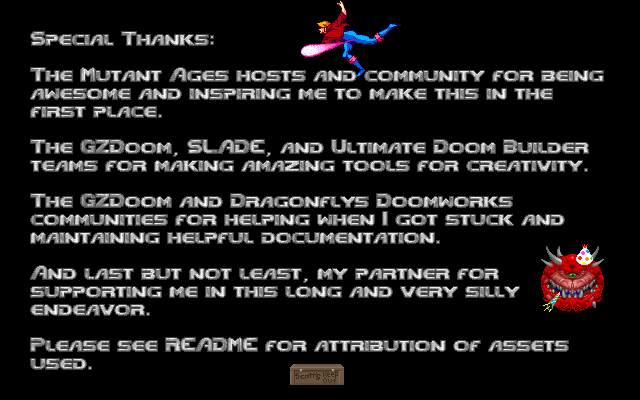 Special Thanks:
The Mutant Ages hosts and community for being
awesome and inspiring me to make this in the
first place.
The GZDoom, SLADE, and Ultimate Doom Builder
teams for making amazing tools for creativity.
The GZDoom and Dragonflys Doomworks
communities for helping when I got stuck and
maintaining helpful documentation.
And last but not least, my partner for
supporting me in this long and very silly
endeavor.
Please see README for attribution of assets
used.
Keep
Out